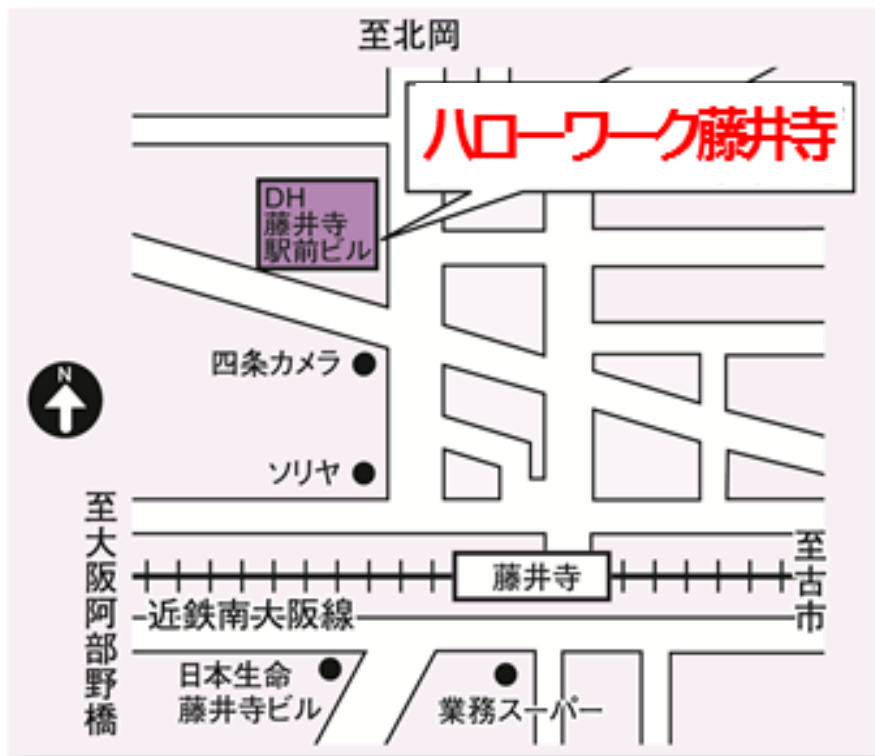 至北岡
ハローワーク藤井寺
DH
藤井寺
駅前ビル
N
四条カメラ
ソリヤ
至大阪阿部野橋
藤井寺
至古市
近鉄南大阪線
日本生命
藤井寺ビル
業務スーパー